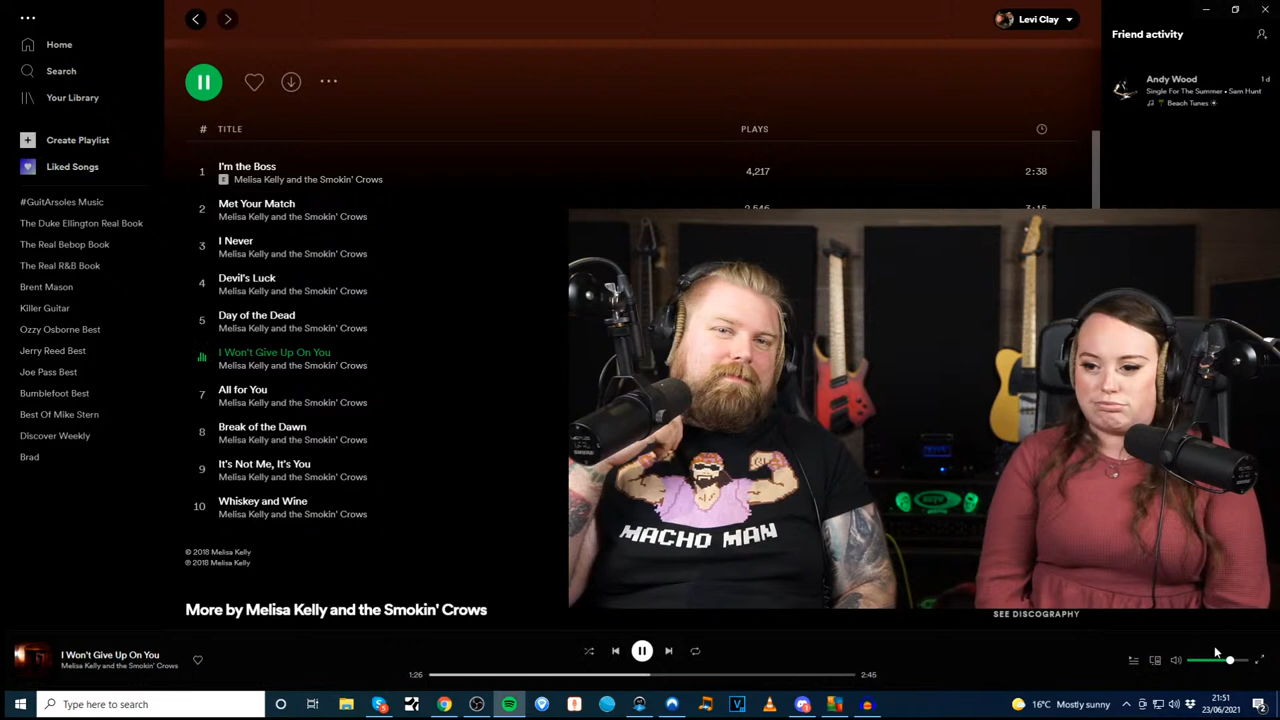 Levi Clay
Friend activity
Home
Search
Your Library
Create Playlist
Liked Songs
#GuitArsoles Music
The Duke Ellington Real Book
The Real Bebop Book
The Real R&B Book
Brent Mason
Killer Guitar
Ozzy Osborne Best
Jerry Reed Best
Joe Pass Best
Bumblefoot Best
Best Of Mike Stern
Discover Weekly
Brad
Andy Wood 1d
Single For The Summer • Sam Hunt
Beach Tunes
# TITLE PLAYS
1 I'm the Boss 4,217 2:38
E Melisa Kelly and the Smokin' Crows
2 Met Your Match
Melisa Kelly and the Smokin' Crows
3 I Never
Melisa Kelly and the Smokin' Crows
4 Devil's Luck
Melisa Kelly and the Smokin' Crows
5 Day of the Dead
Melisa Kelly and the Smokin' Crows
I Won't Give Up On You
Melisa Kelly and the Smokin' Crows
7 All for You
Melisa Kelly and the Smokin' Crows
8 Break of the Dawn
Melisa Kelly and the Smokin' Crows
9 It's Not Me, It's You
Melisa Kelly and the Smokin' Crows
10 Whiskey and Wine
Melisa Kelly and the Smokin' Crows
© 2018 Melisa Kelly
℗ 2018 Melisa Kelly
More by Melisa Kelly and the Smokin' Crows
SEE DISCOGRAPHY
MACHO MAN
I Won't Give Up On You
Melisa Kelly and the Smokin' Crows
1:26 2:45
Type here to search
16°C Mostly sunny
21:51
23/06/2021